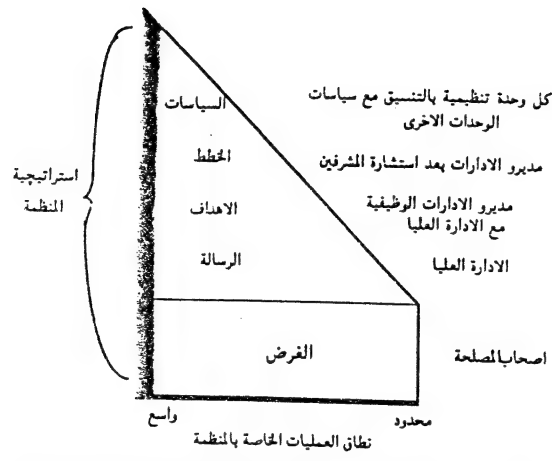 كل وحدة تنظيمية بالتنسيق مع سياسات
الوحدات الاخرى
السياسات
مديرو الادارات بعد استشارة المشرفين
الخطط
استراتيجية
المنظمة
مديرو الادارات الوظيفية
مع الادارة العليا
الاهداف
الادارة العليا
الرسالة
اصحاب المصلحة
الغرض
محدود
واسع
نطاق العمليات الخاصة بالمنظمة